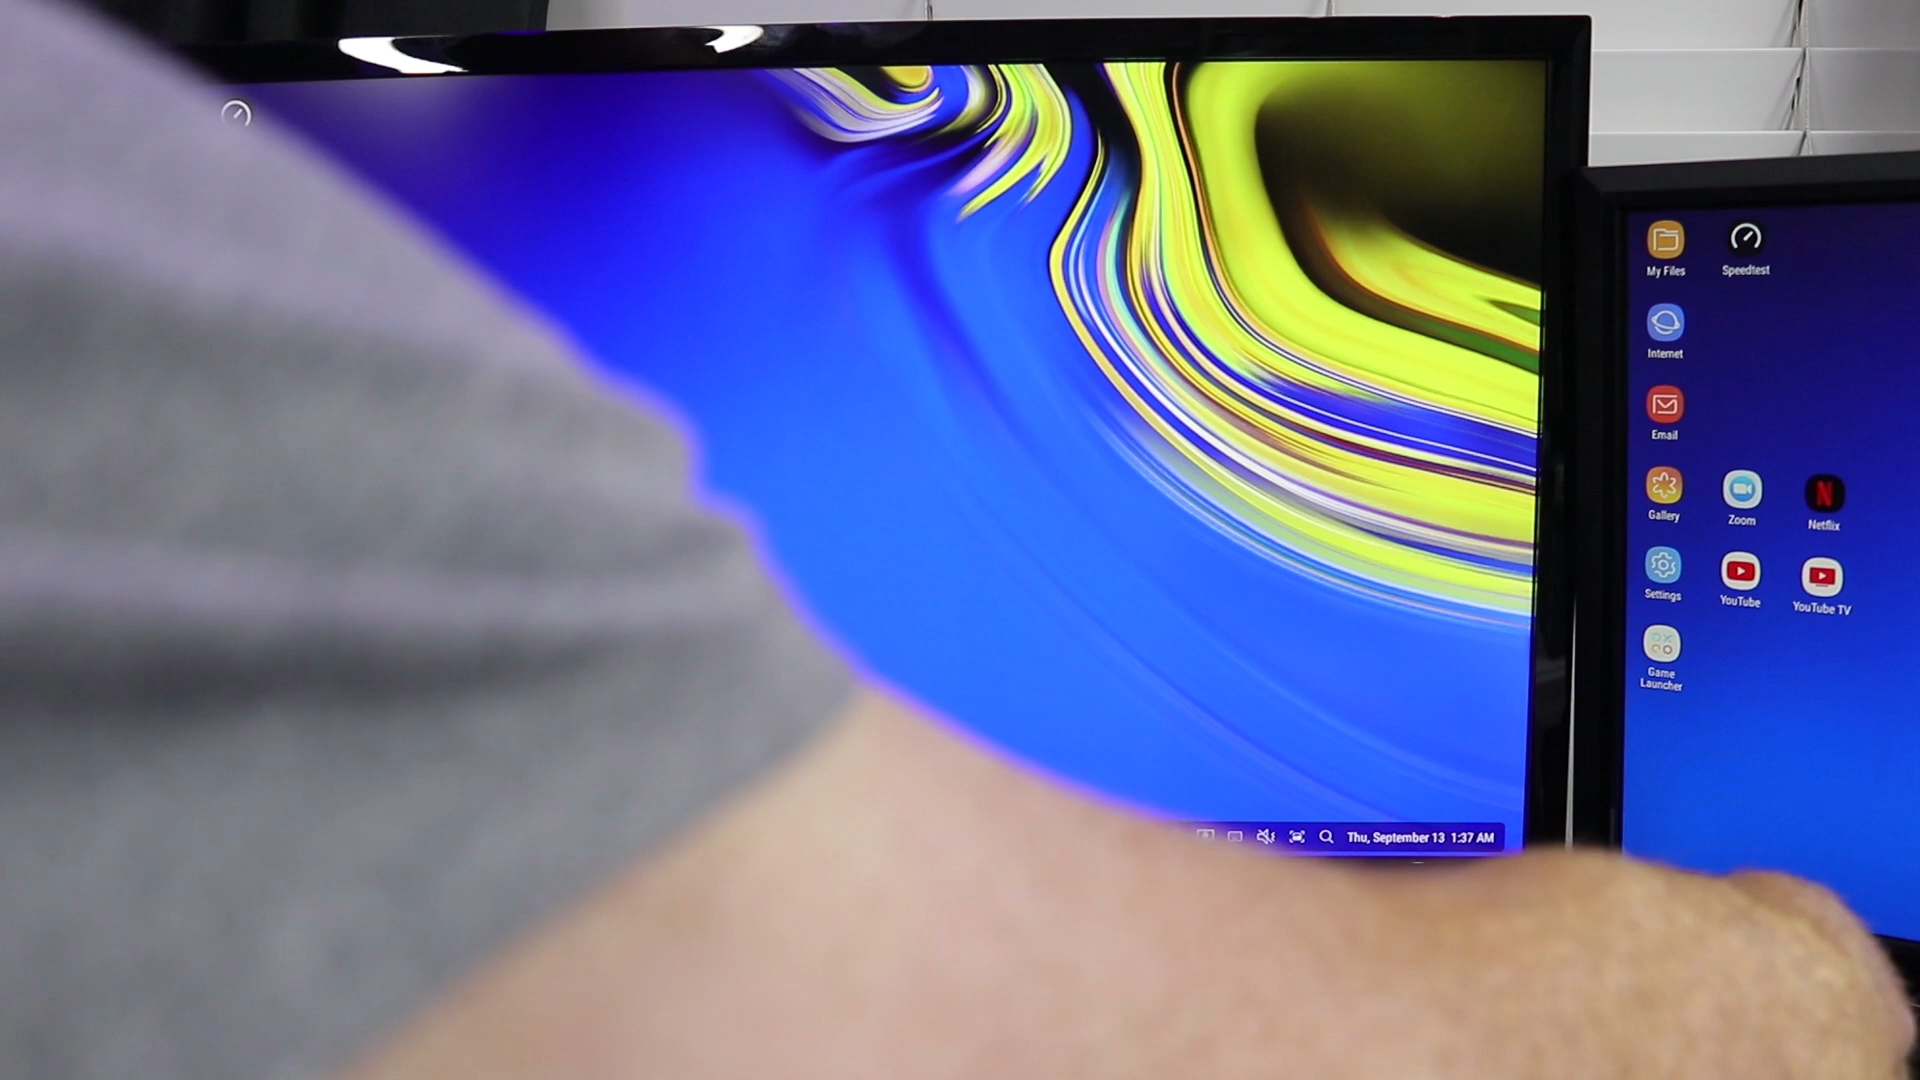 My Files
Speedtest
Internet
Email
Gallery
Zoom
N
Netflix
Settings
YouTube
YouTube TV
Game
Launcher
Thu, September 13 1:37 AM